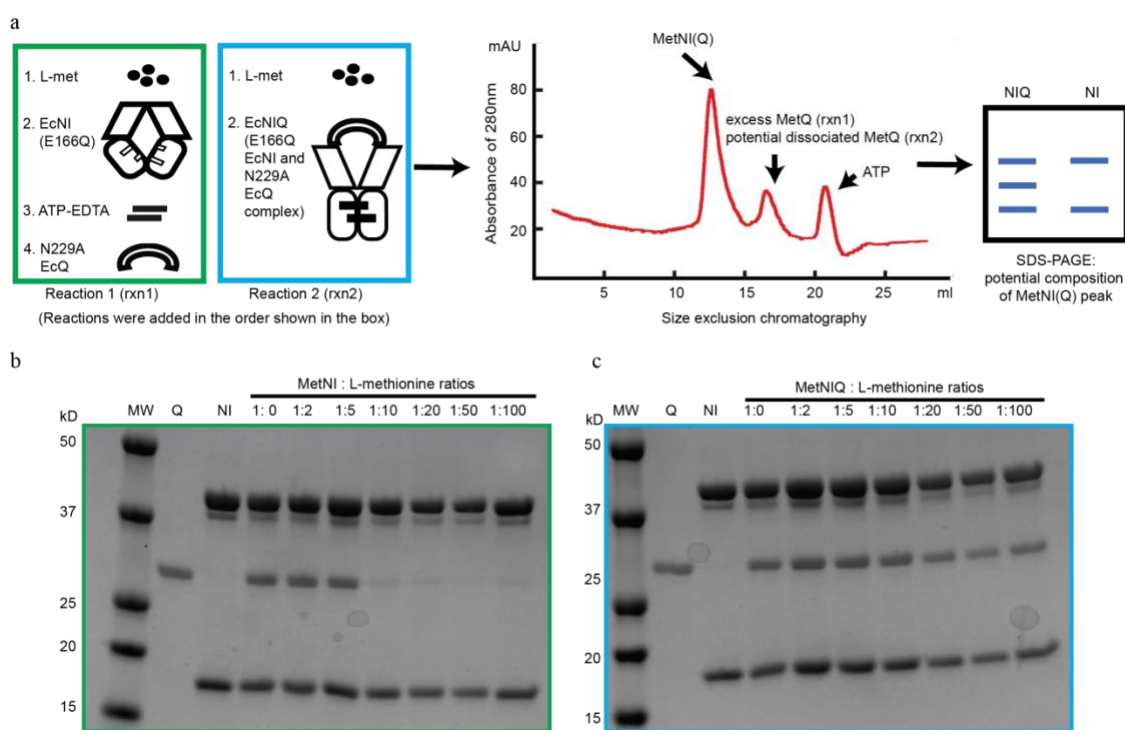 a
1. L-met
2. EcNI
(E166Q)
3. ATP-EDTA
4. N229A
EcQ
Reaction 1 (rxn1)
1. L-met
2. EcNIQ
(E166Q
EcNI and
N229A
EcQ
complex)
Reaction 2 (rxn2)
(Reactions were added in the order shown in the box)
mAU
80
60
40
20
Absorbance of 280nm
MetNI(Q)
excess MetQ (rxn1)
potential dissociated MetQ (rxn2)
ATP
5 10 15 20 25 ml
Size exclusion chromatography
NIQ NI
SDS-PAGE:
potential composition
of MetNI(Q) peak
b
MetNI : L-methionine ratios
kD MW Q NI 1: 0 1:2 1:5 1:10 1:20 1:50 1:100
50
37
25
20
15
c
MetNIQ : L-methionine ratios
kD MW Q NI 1:0 1:2 1:5 1:10 1:20 1:50 1:100
50
37
25
20
15